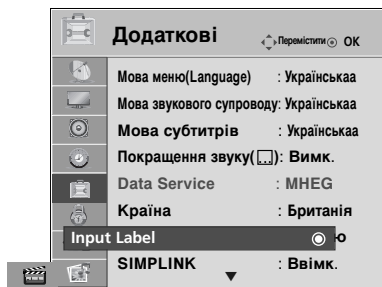 Додаткові
Перемістити OK
Мова меню(Language) : Українськаа
Мова звукового супроводу: Українськаа
Мова субтитрів : Українськаа
Покращення звуку( ): Вимк.
Data Service : MHEG
Країна : Британія
Input Label ю
SIMPLINK : Ввімк.